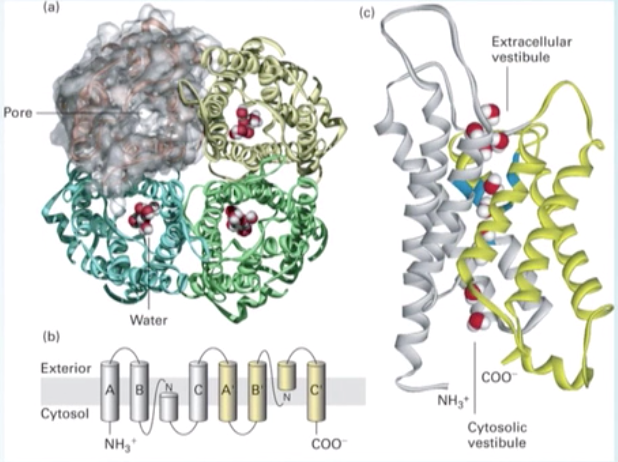 (a)
Pore
Water
(b)
Exterior
Cytosol
A
B
N
C
A'
B'
N
C'
NH₃⁺
COO⁻
(c)
Extracellular
vestibule
COO⁻
NH₃⁺
Cytosolic
vestibule